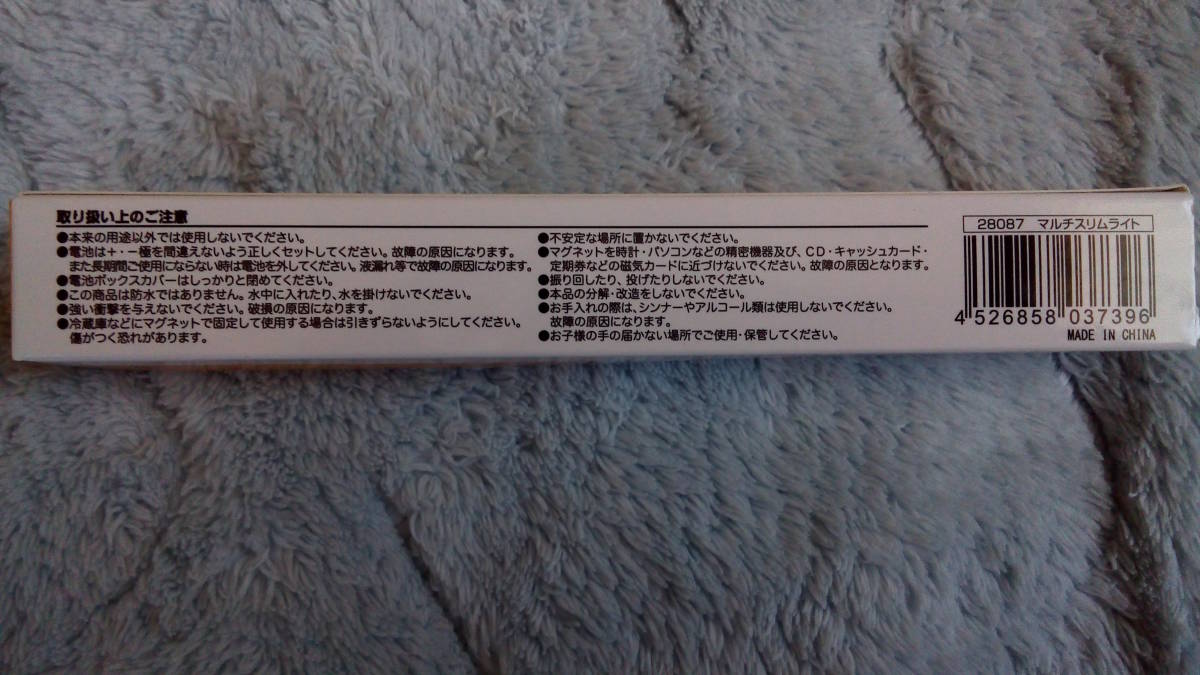 取り扱い上のご注意
●本来の用途以外では使用しないでください。
●電池は＋・－極を間違えないよう正しくセットしてください。故障の原因になります。
また長期間ご使用にならない時は電池を外してください。液漏れ等で故障の原因になります。
●電池ボックスカバーはしっかりと閉めてください。
●この商品は防水ではありません。水中に入れたり、水を掛けないでください。
●強い衝撃を与えないでください。破損の原因になります。
●冷蔵庫などにマグネットで固定して使用する場合は引きずらないようにしてください。
傷がつく恐れがあります。
●不安定な場所に置かないでください。
●マグネットを時計・パソコンなどの精密機器及び、CD・キャッシュカード・
定期券などの磁気カードに近づけないでください。故障の原因となります。
●振り回したり、投げたりしないでください。
●本品の分解・改造をしないでください。
●お手入れの際は、シンナーやアルコール類は使用しないでください。
故障の原因になります。
●お子様の手の届かない場所でご使用・保管してください。
28087 マルチスリムライト
4 526858 037396
MADE IN CHINA